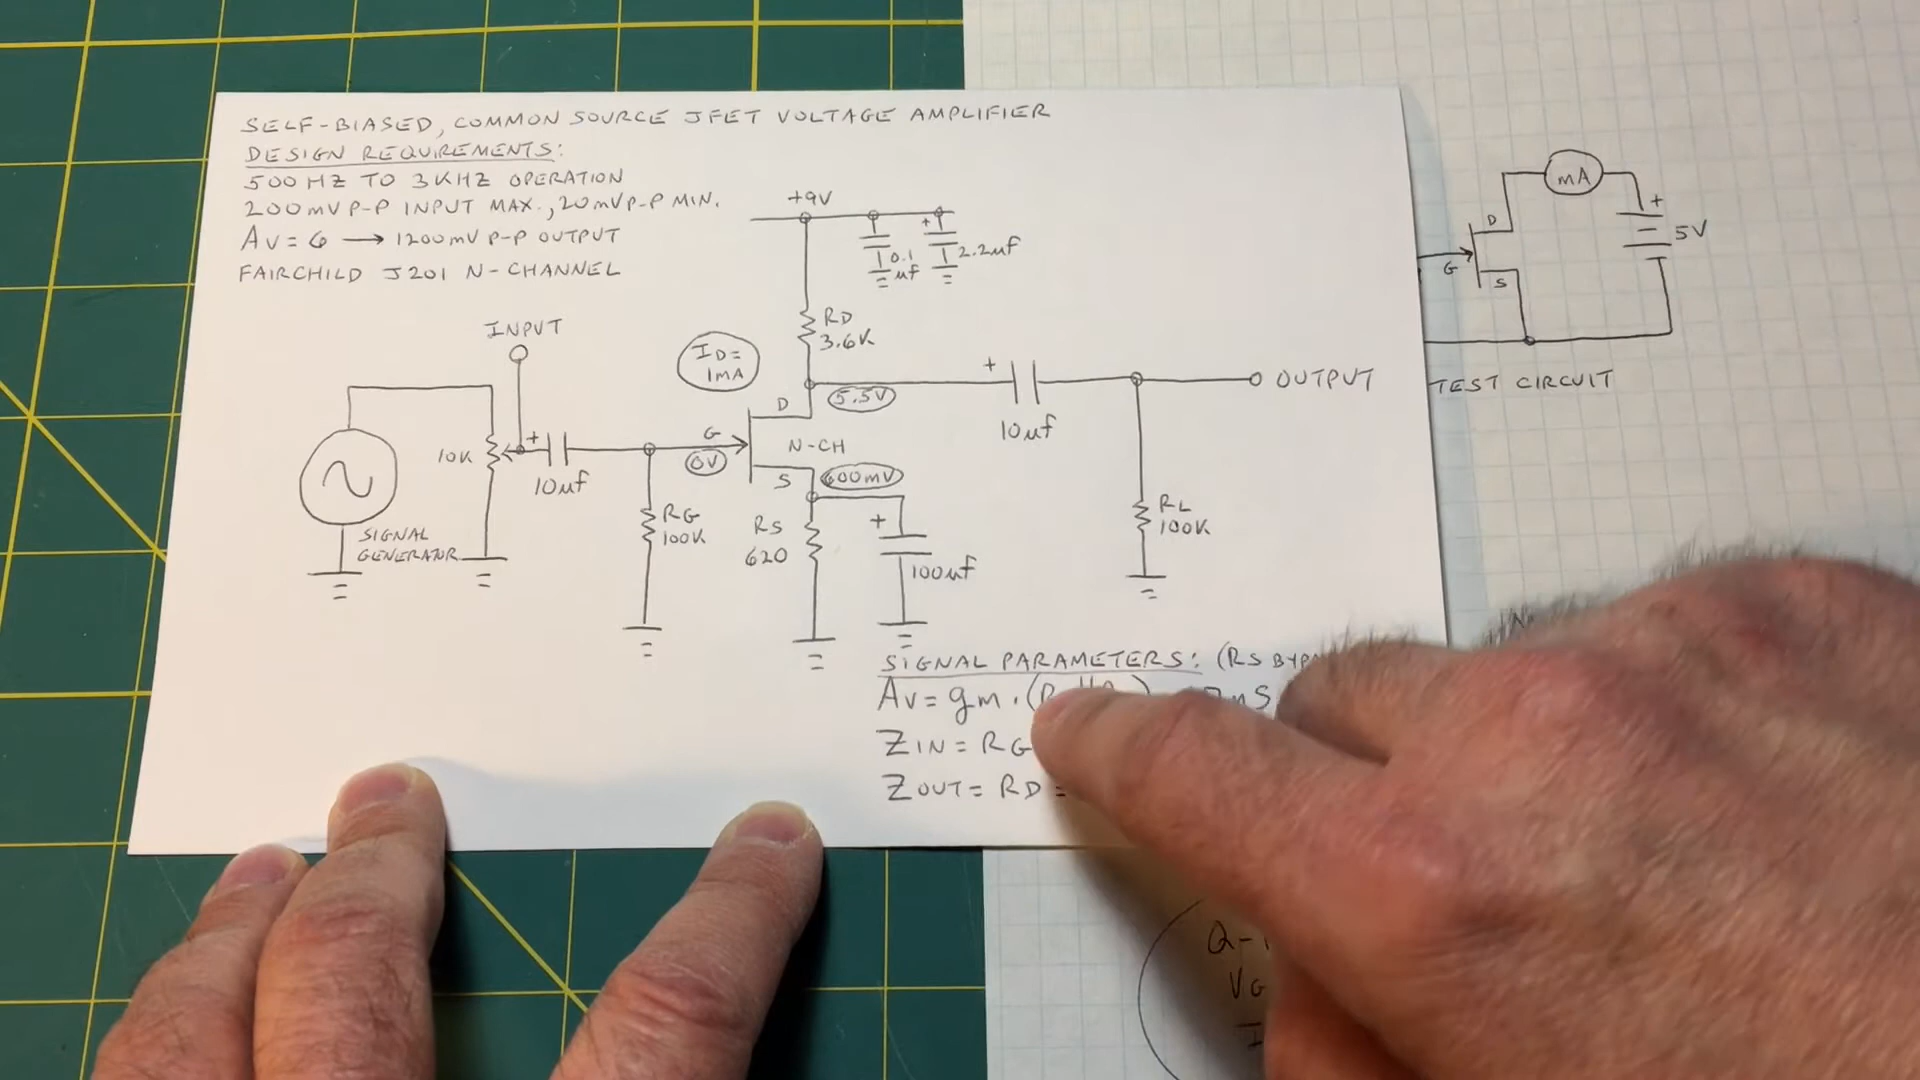 SELF-BIASED, COMMON SOURCE JFET VOLTAGE AMPLIFIER
DESIGN REQUIREMENTS:
500 HZ TO 3KHZ OPERATION
200mV P-P INPUT MAX., 20mV P-P MIN.
AV = 6 → 1200mV P-P OUTPUT
FAIRCHILD J201 N-CHANNEL
+9V
0.1
uf
+
2.2uf
RD
3.6K
INPUT
ID=
1MA
D
5.5V
+
10uf
OUTPUT
10K
+
10uf
G
0V
N-CH
S
600mV
RG
100K
RS
620
+
100uf
RL
100K
SIGNAL
GENERATOR
SIGNAL PARAMETERS: (RS
AV = gm · (
ZIN = RG
ZOUT = RD =
mA
D
G
S
+
5V
TEST CIRCUIT